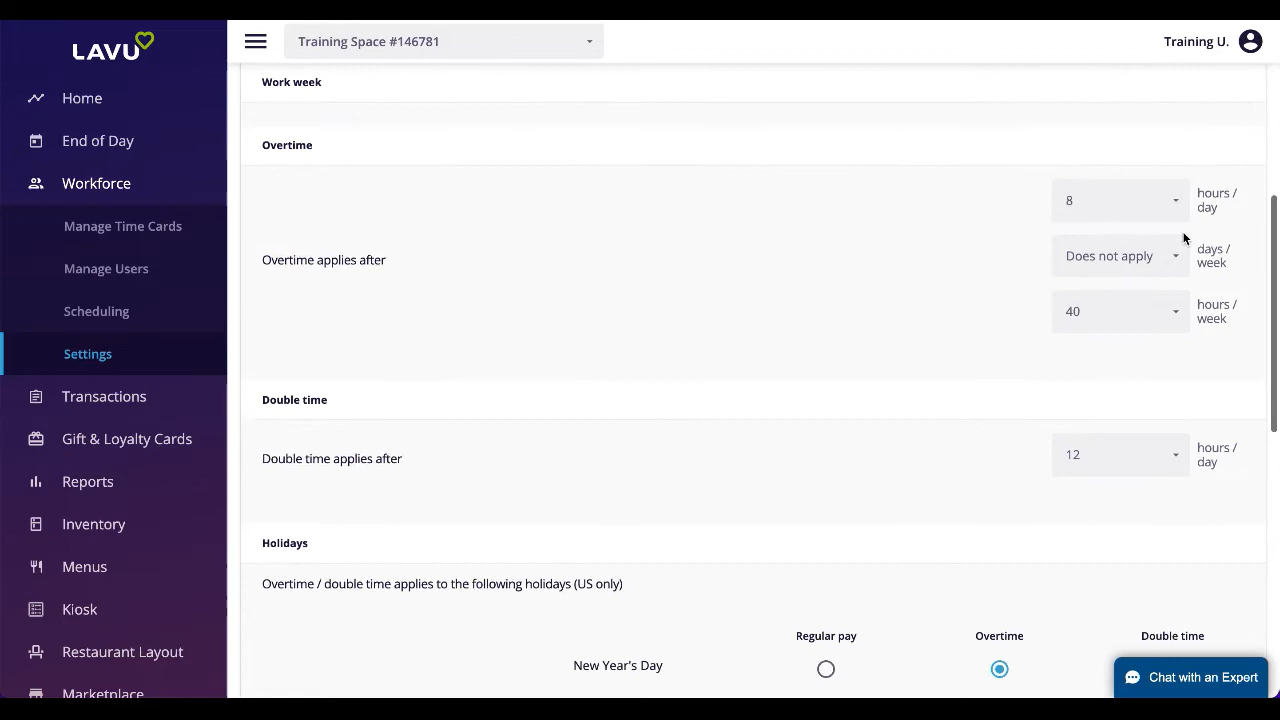 LAVU
Training Space #146781
Training U.
Home
End of Day
Workforce
Manage Time Cards
Manage Users
Scheduling
Settings
Transactions
Gift & Loyalty Cards
Reports
Inventory
Menus
Kiosk
Restaurant Layout
Marketplace
Work week
Overtime
Overtime applies after
8
hours /
day
Does not apply
days /
week
40
hours /
week
Double time
Double time applies after
12
hours /
day
Holidays
Overtime / double time applies to the following holidays (US only)
Regular pay
Overtime
Double time
New Year's Day
Chat with an Expert